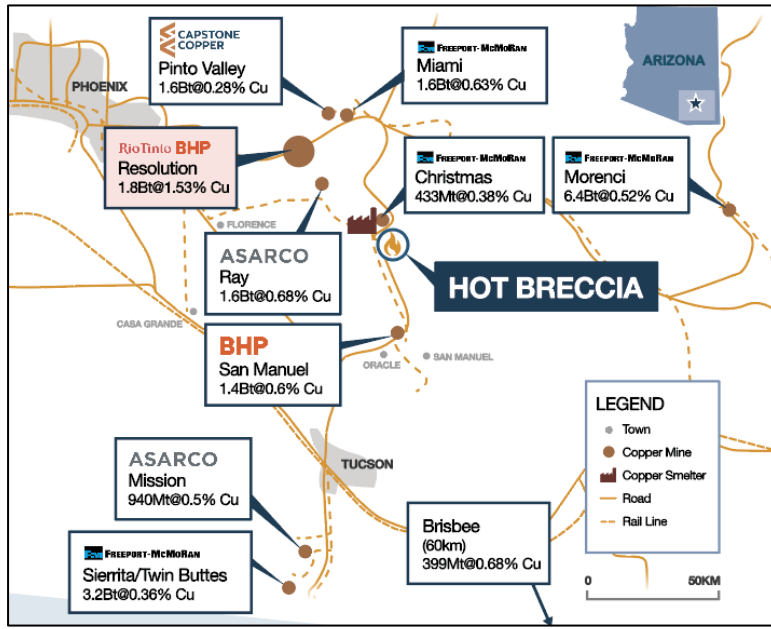 CAPSTONE
COPPER
Pinto Valley
1.6Bt@0.28% Cu
FREEPORT-MCMORAN
Miami
1.6Bt@0.63% Cu
ARIZONA
PHOENIX
RioTinto BHP
Resolution
1.8Bt@1.53% Cu
FREEPORT-MCMORAN
Christmas
433Mt@0.38% Cu
FREEPORT-MCMORAN
Morenci
6.4Bt@0.52% Cu
FLORENCE
ASARCO
Ray
1.6Bt@0.68% Cu
HOT BRECCIA
CASA GRANDE
BHP
San Manuel
1.4Bt@0.6% Cu
ORACLE
SAN MANUEL
LEGEND
Town
Copper Mine
Copper Smelter
Road
Rail Line
0 50KM
TUCSON
ASARCO
Mission
940Mt@0.5% Cu
Brisbee
(60km)
399Mt@0.68% Cu
FREEPORT-MCMORAN
Sierrita/Twin Buttes
3.2Bt@0.36% Cu